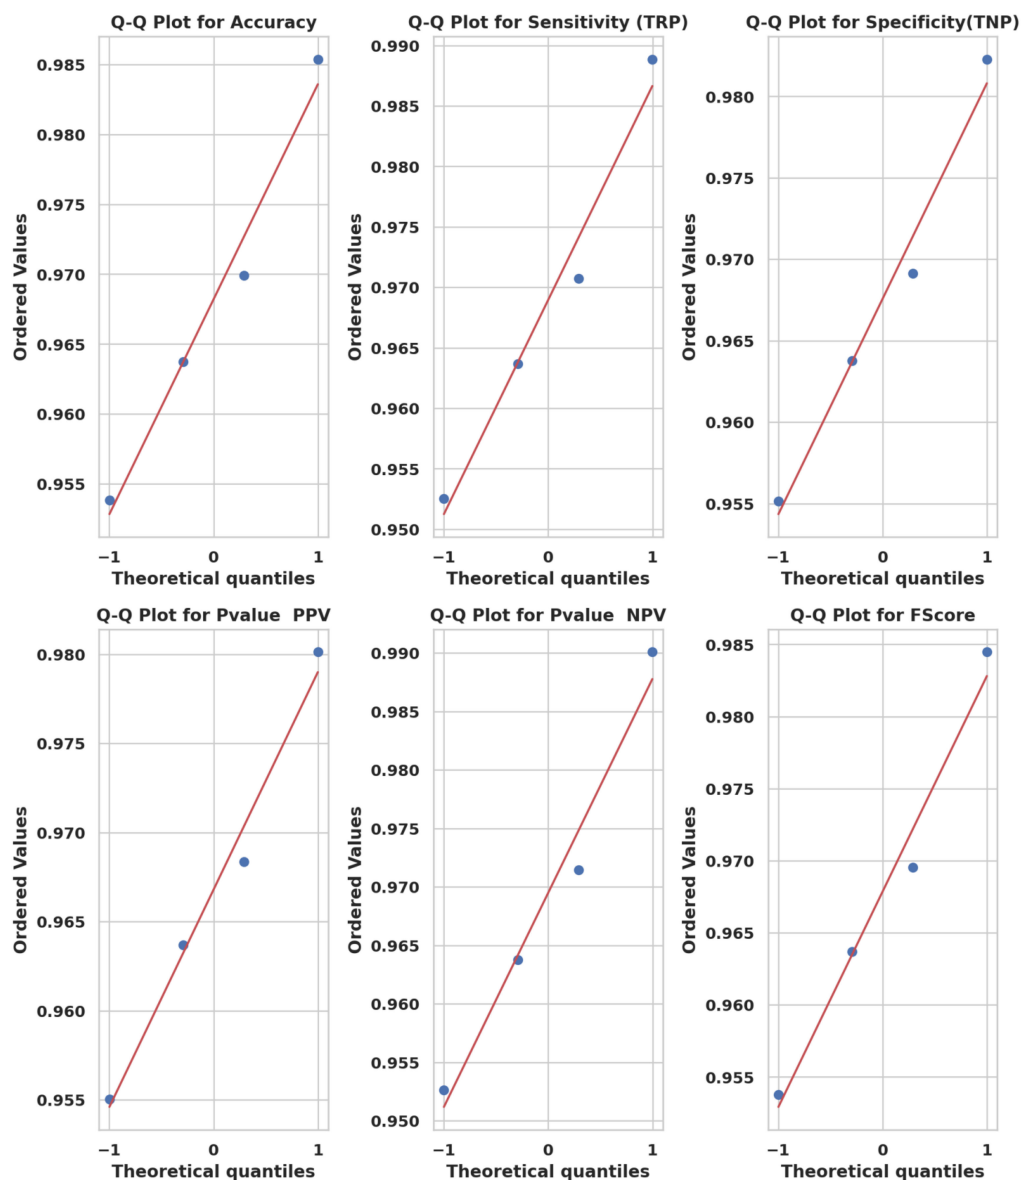 Q-Q Plot for Accuracy
0.985
0.980
0.975
0.970
0.965
0.960
0.955
Ordered Values
−1 0 1
Theoretical quantiles
Q-Q Plot for Sensitivity (TRP)
0.990
0.985
0.980
0.975
0.970
0.965
0.960
0.955
0.950
Ordered Values
−1 0 1
Theoretical quantiles
Q-Q Plot for Specificity(TNP)
0.980
0.975
0.970
0.965
0.960
0.955
Ordered Values
−1 0 1
Theoretical quantiles
Q-Q Plot for Pvalue  PPV
0.980
0.975
0.970
0.965
0.960
0.955
Ordered Values
−1 0 1
Theoretical quantiles
Q-Q Plot for Pvalue  NPV
0.990
0.985
0.980
0.975
0.970
0.965
0.960
0.955
0.950
Ordered Values
−1 0 1
Theoretical quantiles
Q-Q Plot for FScore
0.985
0.980
0.975
0.970
0.965
0.960
0.955
Ordered Values
−1 0 1
Theoretical quantiles